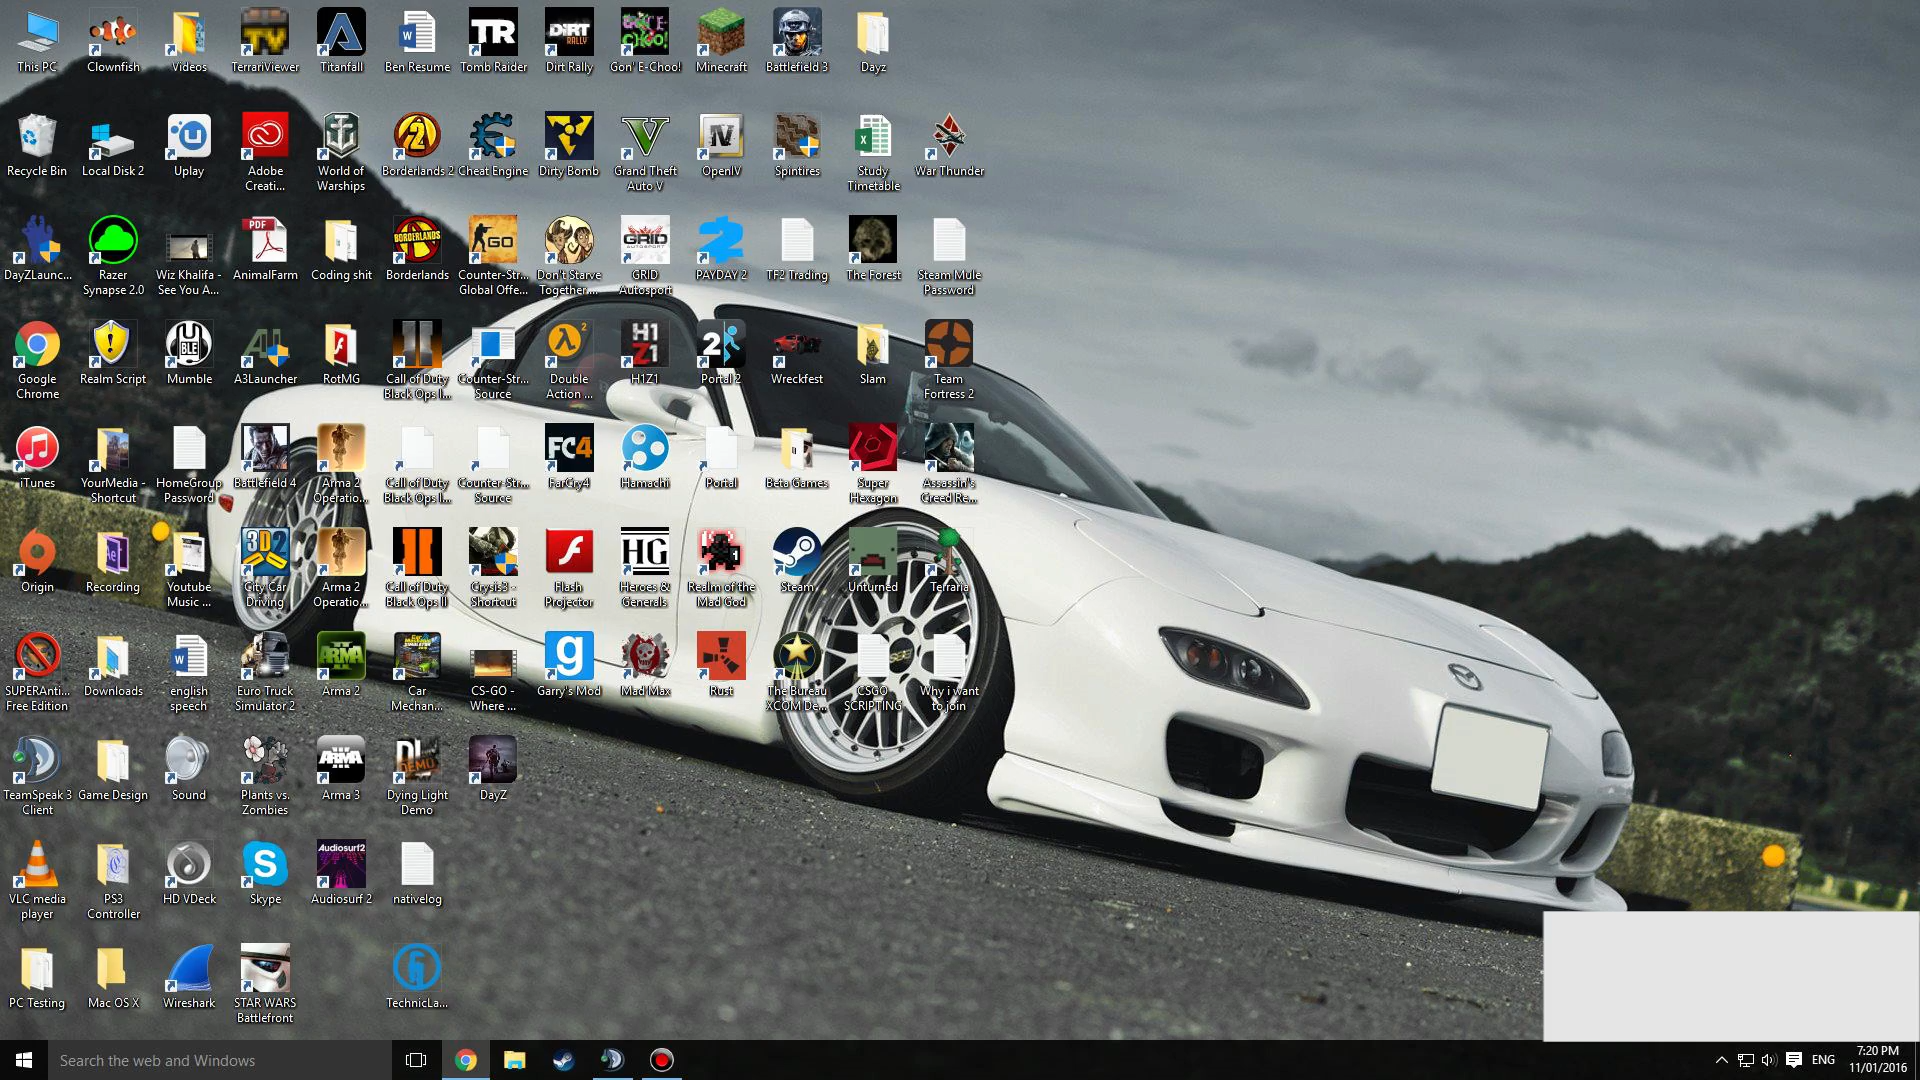 This PC
Clownfish
Videos
TerrariViewer
Titanfall
Ben Resume
Tomb Raider
Dirt Rally
Gon' E-Choo!
Minecraft
Battlefield 3
Dayz
Recycle Bin
Local Disk 2
Uplay
Adobe
Creati...
World of
Warships
Borderlands 2
Cheat Engine
Dirty Bomb
Grand Theft
Auto V
OpenIV
Spintires
Study
Timetable
War Thunder
DayZLaunc...
Razer
Synapse 2.0
Wiz Khalifa -
See You A...
AnimalFarm
Coding shit
Borderlands
Counter-Str...
Global Offe...
Don't Starve
Together...
GRID
Autosport
PAYDAY 2
TF2 Trading
The Forest
Steam Mule
Password
Google
Chrome
Realm Script
Mumble
A3Launcher
RotMG
Call of Duty
Black Ops I...
Counter-Str...
Source
Double
Action ...
H1Z1
Portal 2
Wreckfest
Slam
Team
Fortress 2
iTunes
YourMedia -
Shortcut
HomeGroup
Password
Battlefield 4
Arma 2
Operatio...
Call of Duty
Black Ops I...
Counter-Str...
Source
FarCry4
Hamachi
Portal
Beta Games
Super
Hexagon
Assassin's
Creed Re...
Origin
Recording
Youtube
Music ...
City Car
Driving
Arma 2
Operatio...
Call of Duty
Black Ops II
Crysis3 -
Shortcut
Flash
Projector
Heroes &
Generals
Realm of the
Mad God
Steam
Unturned
Terraria
SUPERAnti...
Free Edition
Downloads
english
speech
Euro Truck
Simulator 2
Arma 2
Car
Mechan...
CS-GO -
Where ...
Garry's Mod
Mad Max
Rust
The Bureau
XCOM De...
CSGO
SCRIPTING
Why i want
to join
TeamSpeak 3
Client
Game Design
Sound
Plants vs.
Zombies
Arma 3
Dying Light
Demo
DayZ
VLC media
player
PS3
Controller
HD VDeck
Skype
Audiosurf 2
nativelog
PC Testing
Mac OS X
Wireshark
STAR WARS
Battlefront
TechnicLa...
Search the web and Windows
ENG
7:20 PM
11/01/2016